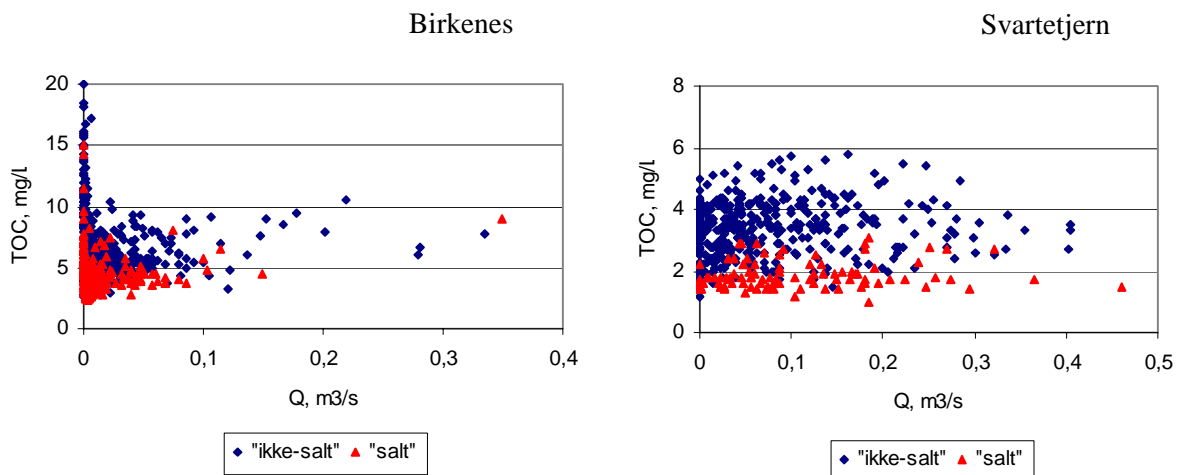 Birkenes
20
15
10
5
0
TOC, mg/l
0
0,1
0,2
0,3
0,4
Q, m3/s
"ikke-salt" "salt"
Svartetjern
8
6
4
2
0
TOC, mg/l
0
0,1
0,2
0,3
0,4
0,5
Q, m3/s
"ikke-salt" "salt"